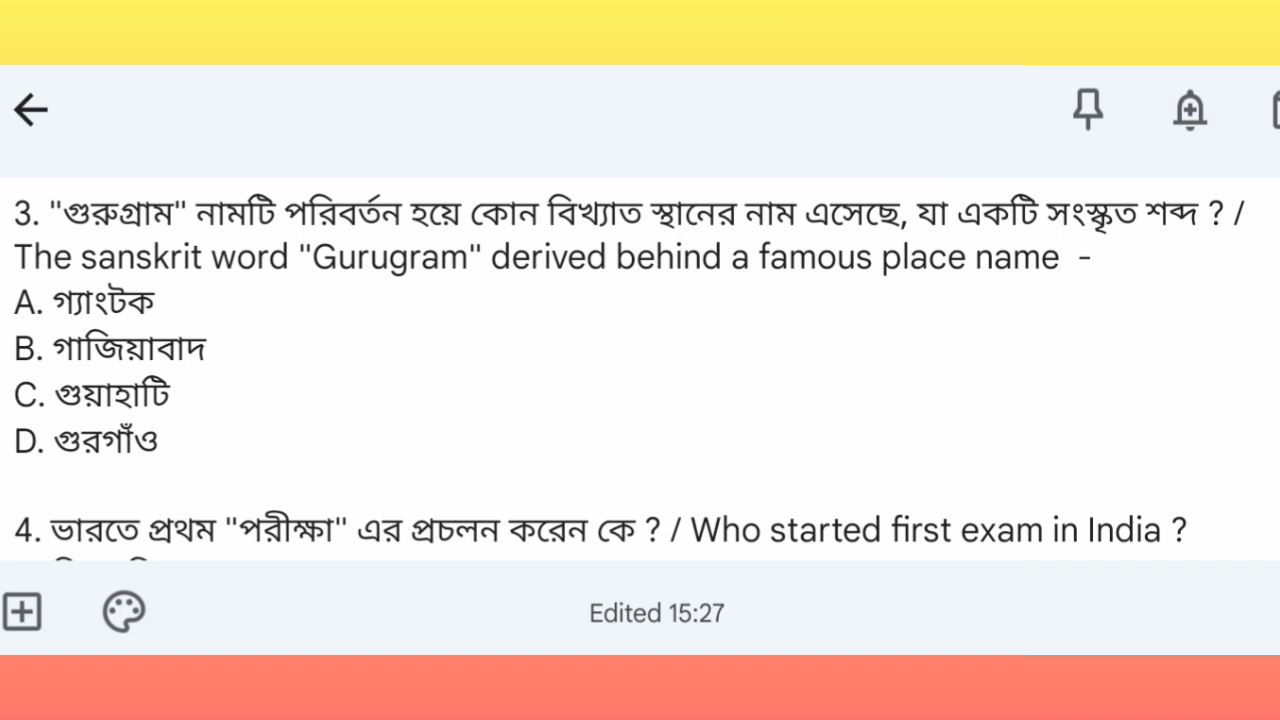 3. "গুরুগ্রাম" নামটি পরিবর্তন হয়ে কোন বিখ্যাত স্থানের নাম এসেছে, যা একটি সংস্কৃত শব্দ ? /
The sanskrit word "Gurugram" derived behind a famous place name -
A. গ্যাংটক
B. গাজিয়াবাদ
C. গুয়াহাটি
D. গুরগাঁও
4. ভারতে প্রথম "পরীক্ষা" এর প্রচলন করেন কে ? / Who started first exam in India ?
Edited 15:27